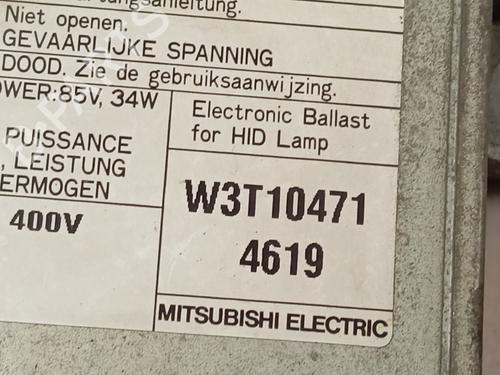 Niet openen.
GEVAARLIJKE SPANNING
DOOD. Zie de gebruiksaanwijzing.
OWER:85V, 34W
Electronic Ballast
for HID Lamp
PUISSANCE
, LEISTUNG
ERMOGEN
400V
W3T10471
4619
MITSUBISHI ELECTRIC